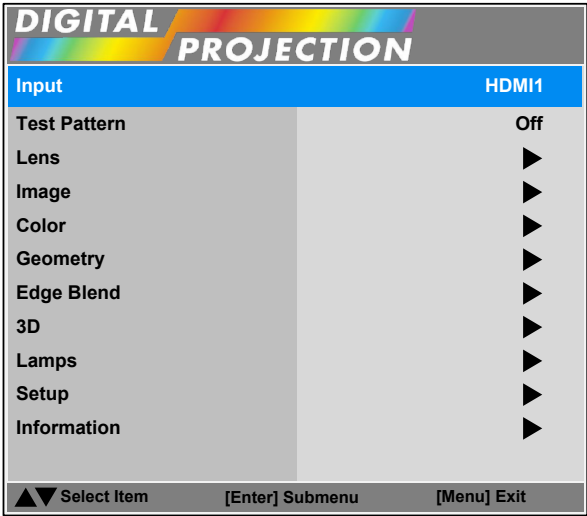 DIGITAL
PROJECTION
Input HDMI1
Test Pattern Off
Lens
Image
Color
Geometry
Edge Blend
3D
Lamps
Setup
Information
Select Item [Enter] Submenu [Menu] Exit